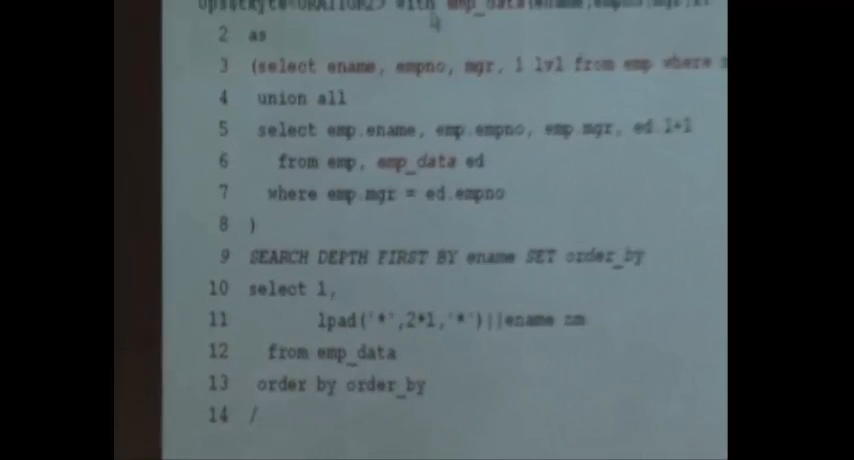 with emp_data(ename,empno,mgr,l)
2 as
3 (select ename, empno, mgr, 1 lvl from emp where
4 union all
5 select emp.ename, emp.empno, emp.mgr, ed.l+1
6 from emp, emp_data ed
7 where emp.mgr = ed.empno
8 )
9 SEARCH DEPTH FIRST BY ename SET order_by
10 select l,
11 lpad('*',2*l,'*')||ename nm
12 from emp_data
13 order by order_by
14 /